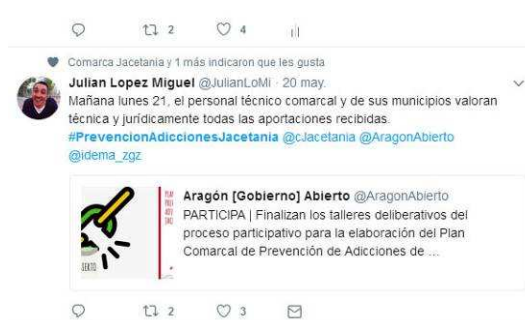 2 4
Comarca Jacetania y 1 más indicaron que les gusta
Julian Lopez Miguel @JulianLoMi · 20 may.
Mañana lunes 21, el personal técnico comarcal y de sus municipios valoran
técnica y jurídicamente todas las aportaciones recibidas.
#PrevencionAdiccionesJacetania @cJacetania @AragonAbierto
@idema_zgz
Aragón [Gobierno] Abierto @AragonAbierto
PARTICIPA | Finalizan los talleres deliberativos del
proceso participativo para la elaboración del Plan
Comarcal de Prevención de Adicciones de ...
2 3